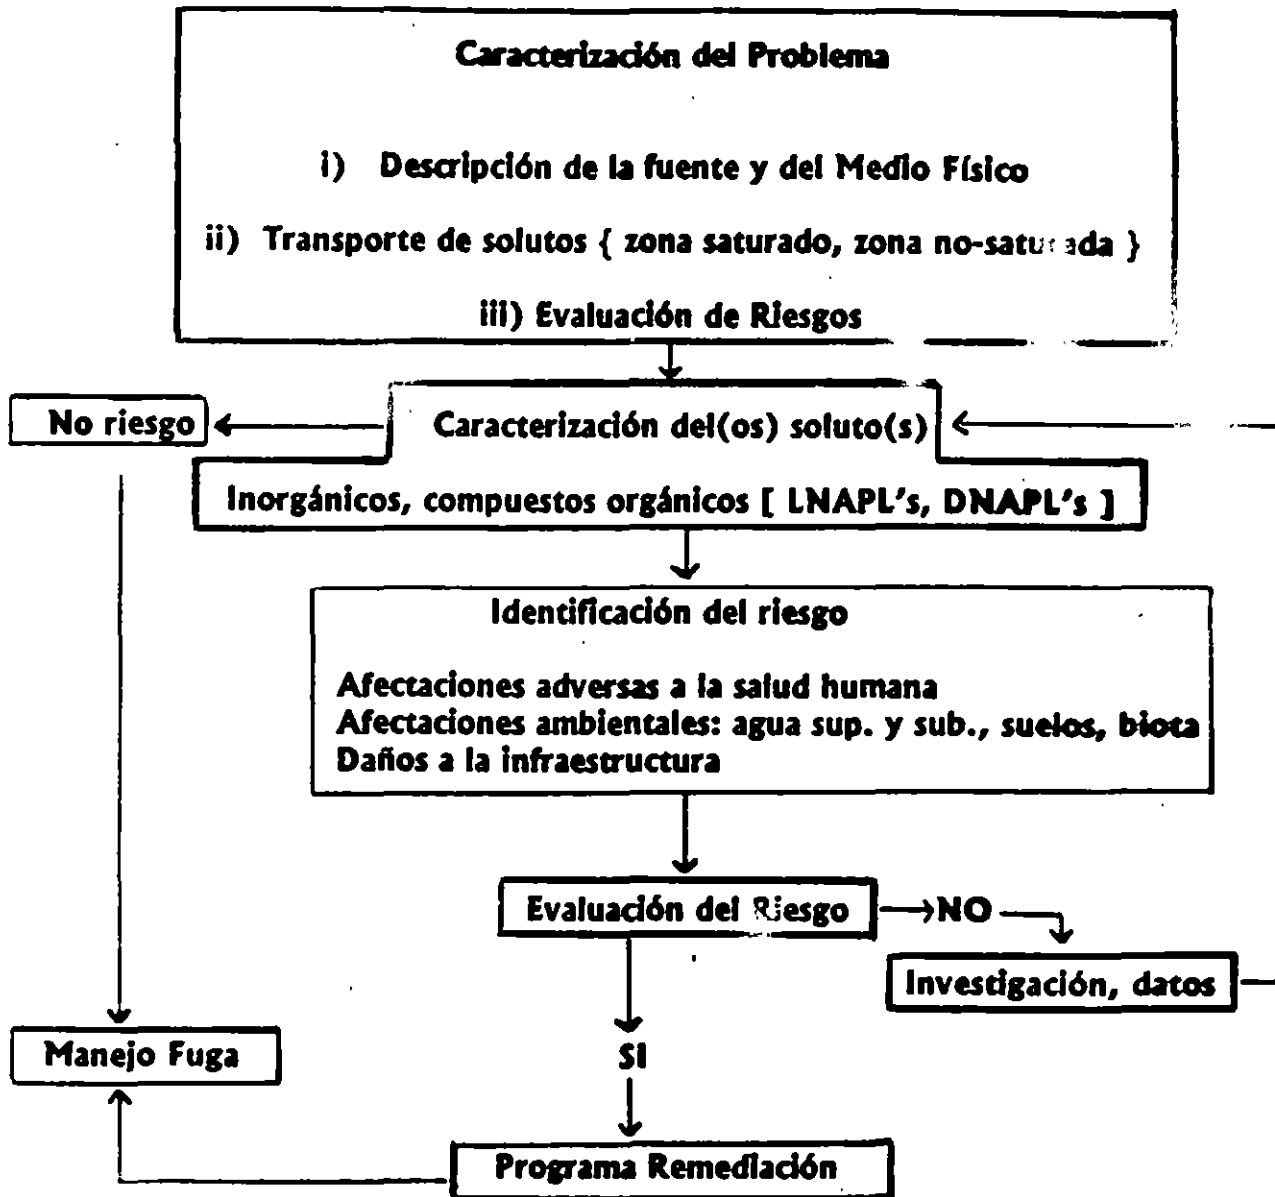 Caracterización del Problema
i) Descripción de la fuente y del Medio Físico
ii) Transporte de solutos { zona saturado, zona no-saturada }
iii) Evaluación de Riesgos
No riesgo
Caracterización del(os) soluto(s)
Inorgánicos, compuestos orgánicos [ LNAPL's, DNAPL's ]
Identificación del riesgo
Afectaciones adversas a la salud humana
Afectaciones ambientales: agua sup. y sub., suelos, biota
Daños a la infraestructura
Evaluación del Riesgo
NO
Investigación, datos
Manejo Fuga
SI
Programa Remediación